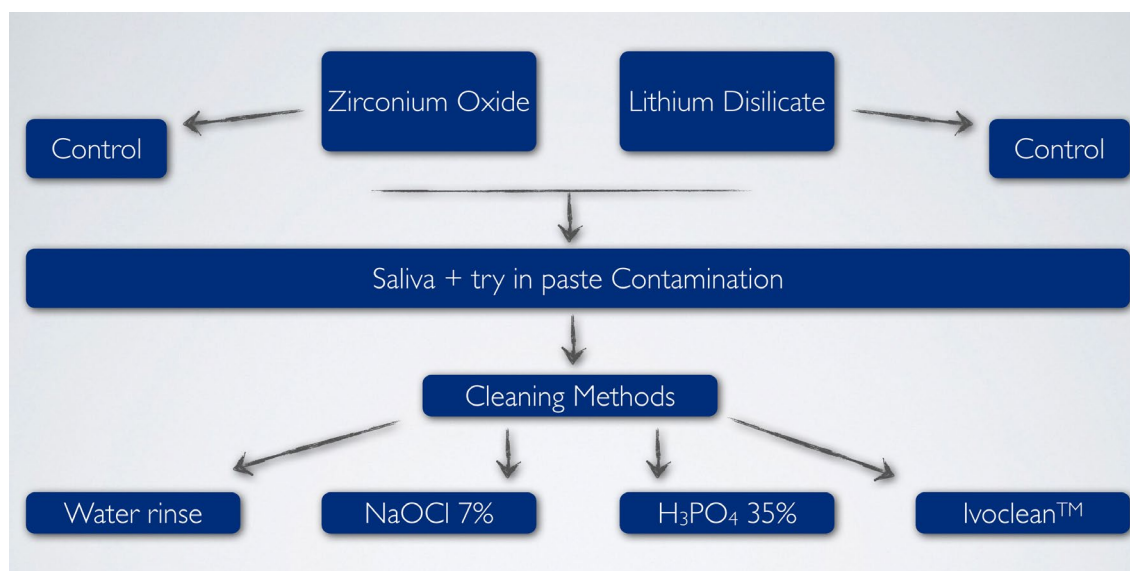 Zirconium Oxide
Lithium Disilicate
Control
Control
Saliva + try in paste Contamination
Cleaning Methods
Water rinse
NaOCl 7%
H₃PO₄ 35%
Ivoclean™